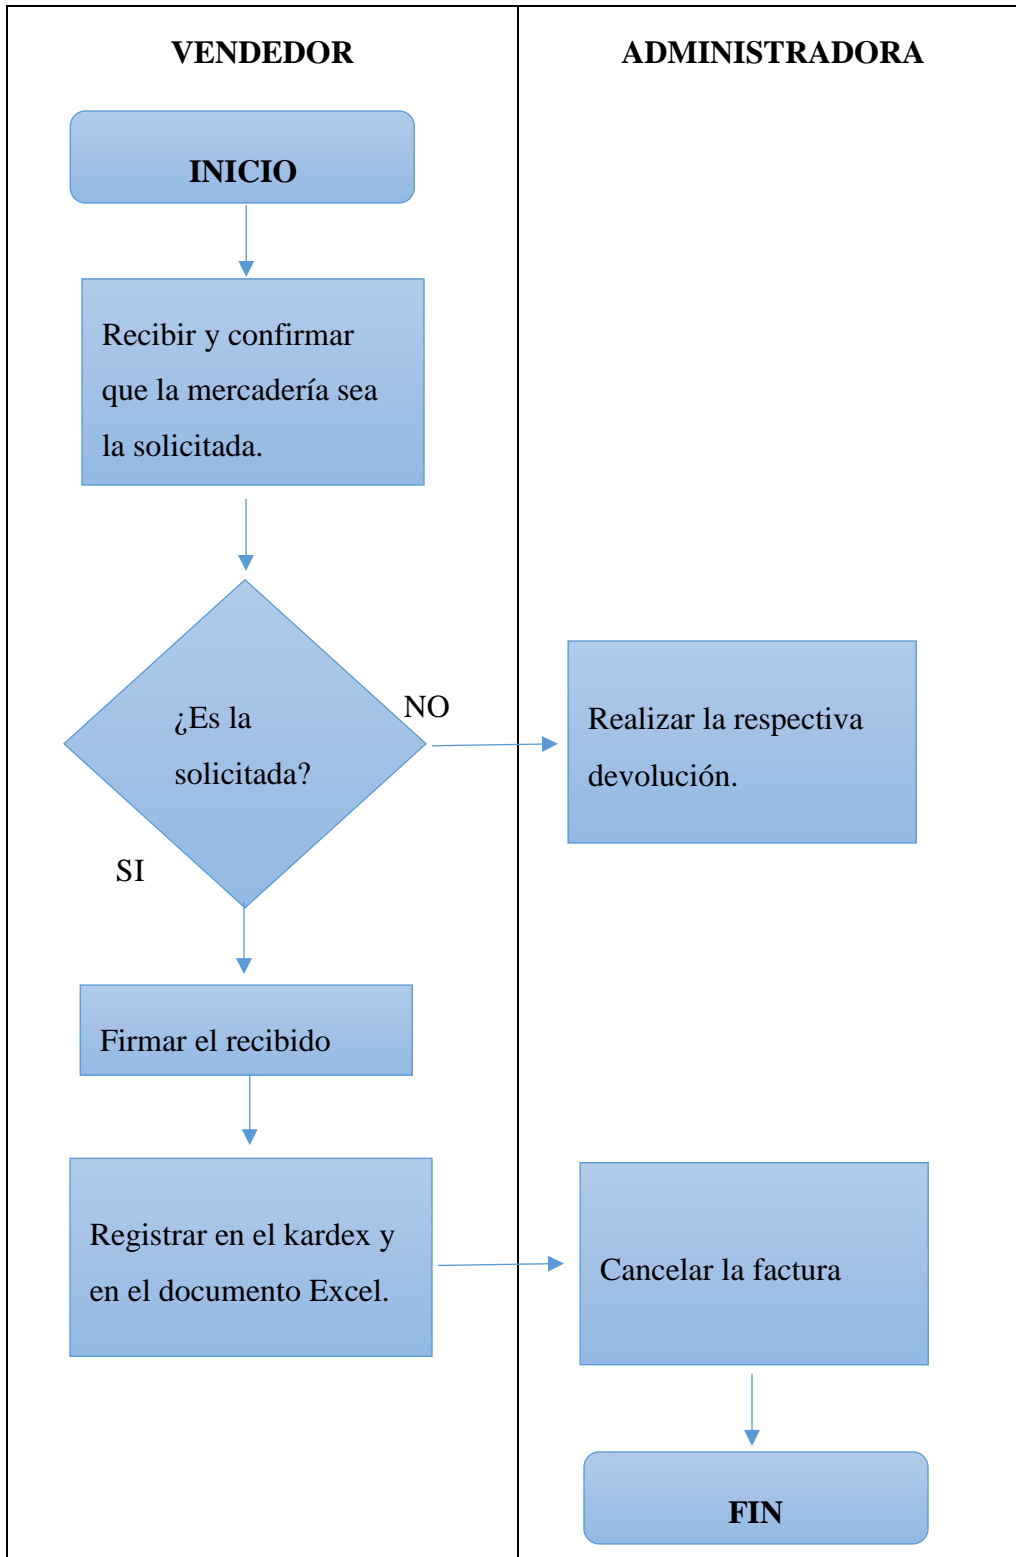 VENDEDOR
ADMINISTRADORA
INICIO
Recibir y confirmar
que la mercadería sea
la solicitada.
¿Es la
solicitada?
NO
SI
Realizar la respectiva
devolución.
Firmar el recibido
Registrar en el kardex y
en el documento Excel.
Cancelar la factura
FIN